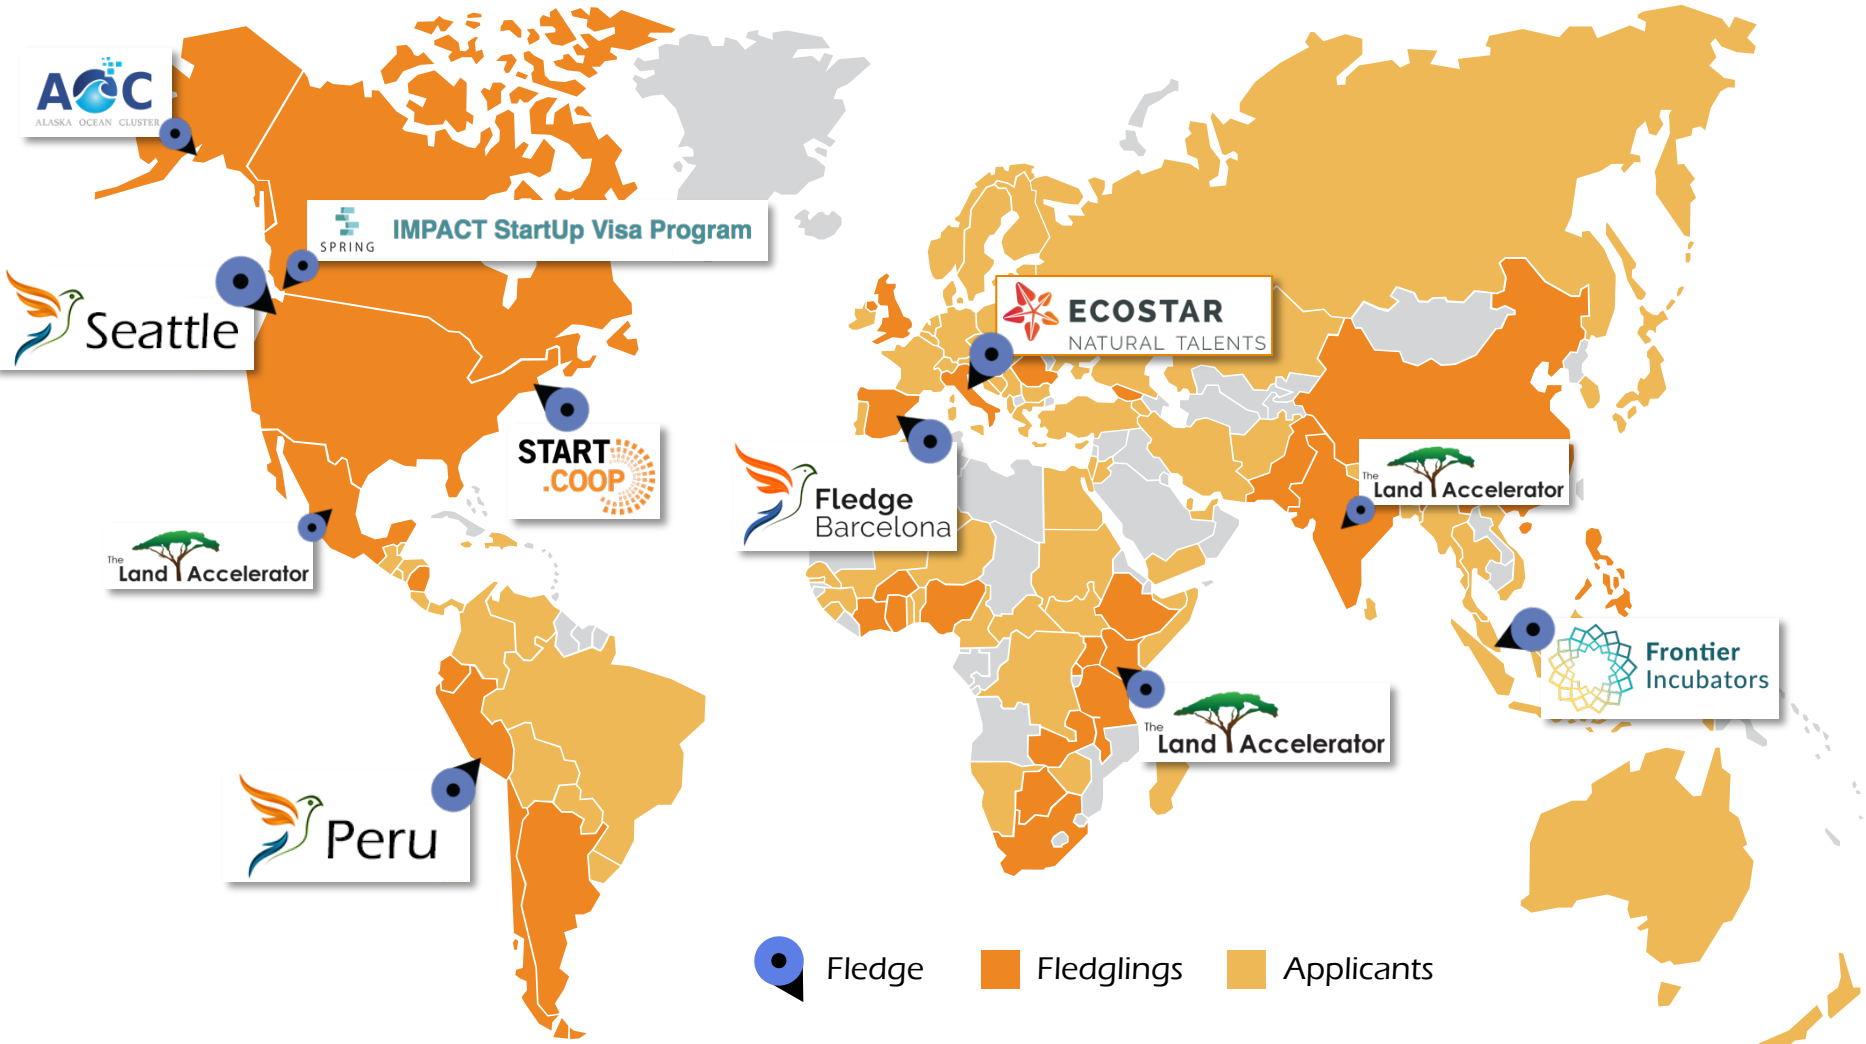 AOC
ALASKA OCEAN CLUSTER
SPRING
IMPACT StartUp Visa Program
Seattle
ECOSTAR
NATURAL TALENTS
START
.COOP
Fledge
Barcelona
The
Land Accelerator
The
Land Accelerator
Frontier
Incubators
The
Land Accelerator
Peru
Fledge
Fledglings
Applicants